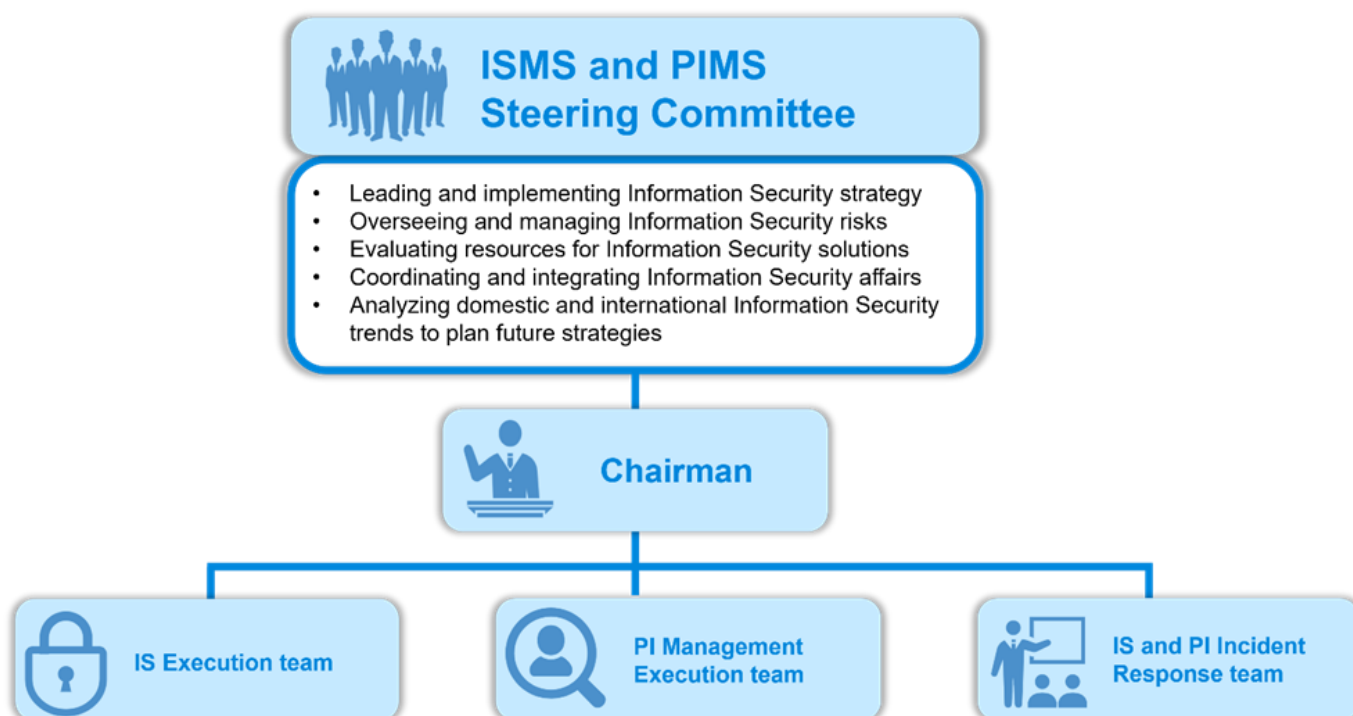 ISMS and PIMS
Steering Committee
• Leading and implementing Information Security strategy
• Overseeing and managing Information Security risks
• Evaluating resources for Information Security solutions
• Coordinating and integrating Information Security affairs
• Analyzing domestic and international Information Security
trends to plan future strategies
Chairman
IS Execution team
PI Management
Execution team
IS and PI Incident
Response team